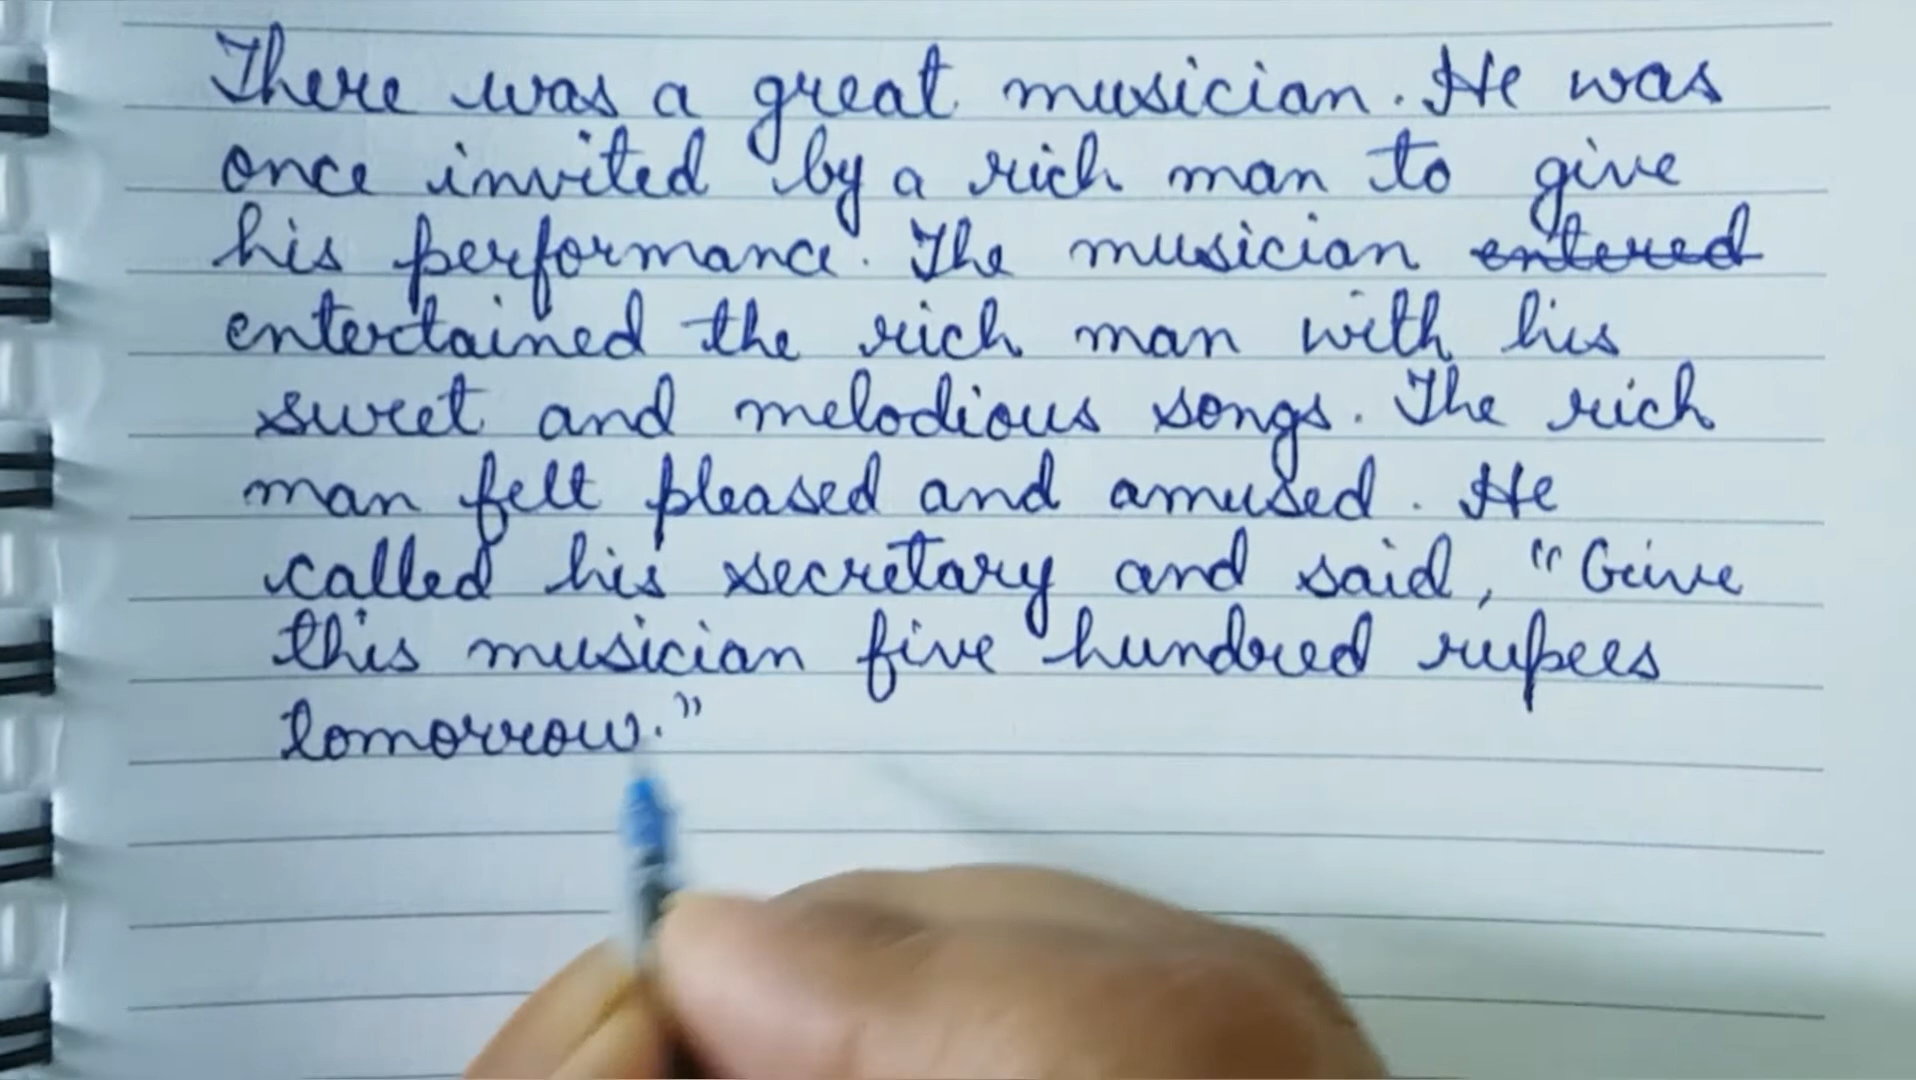 There was a great musician. He was
once invited by a rich man to give
his performance. The musician entered
entertained the rich man with his
sweet and melodious songs. The rich
man felt pleased and amused. He
called his secretary and said, "Give
this musician five hundred rupees
tomorrow."